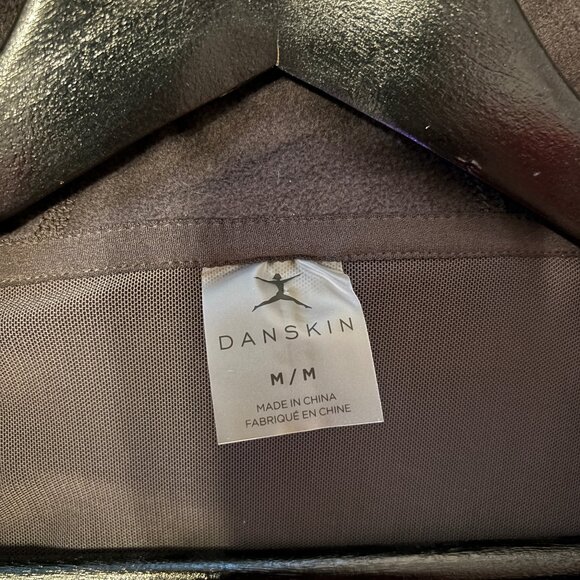 DANSKIN
M/M
MADE IN CHINA
FABRIQUÉ EN CHINE